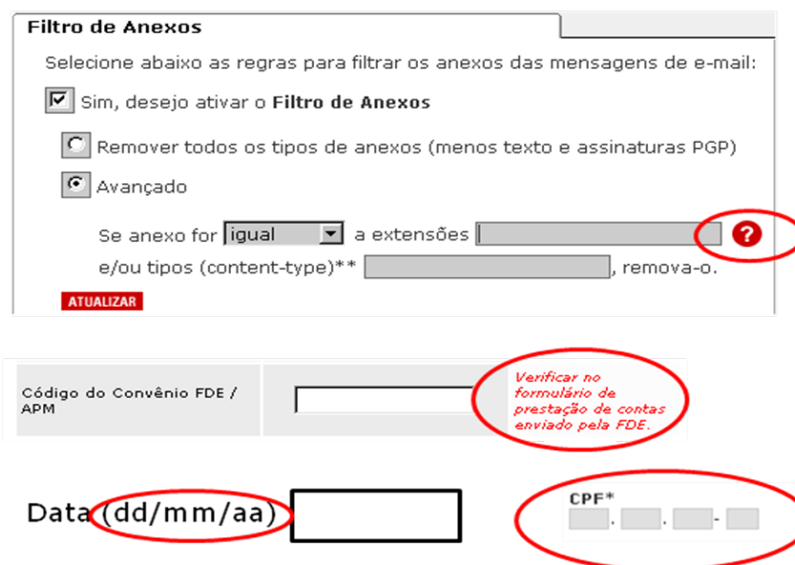 Filtro de Anexos
Selecione abaixo as regras para filtrar os anexos das mensagens de e-mail:
Sim, desejo ativar o Filtro de Anexos
Remover todos os tipos de anexos (menos texto e assinaturas PGP)
Avançado
Se anexo for igual a extensões ?
e/ou tipos (content-type)** , remova-o.
ATUALIZAR
Código do Convênio FDE /
APM
Verificar no
formulário de
prestação de contas
enviado pela FDE.
Data (dd/mm/aa)
CPF*
. . -